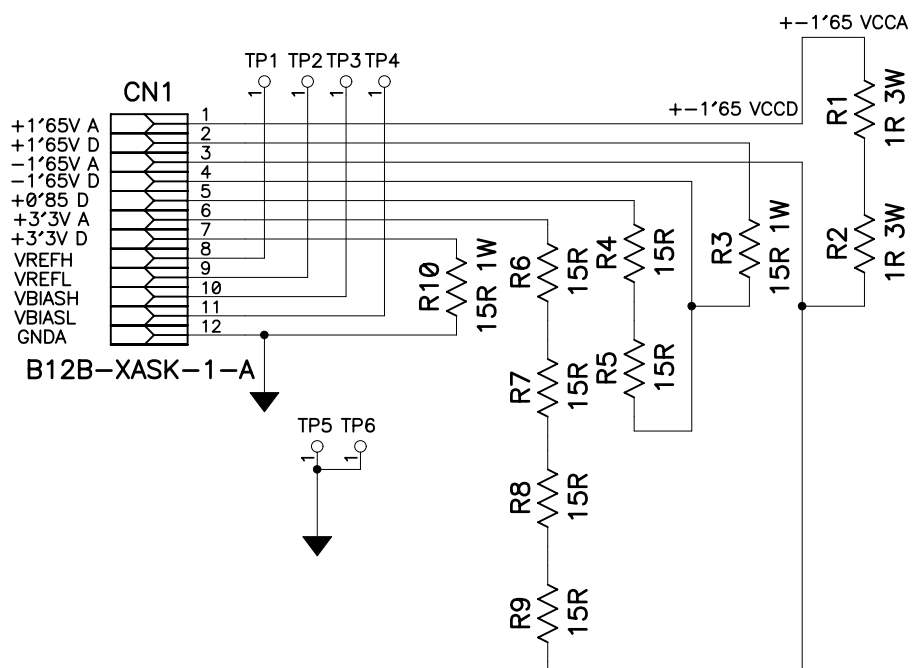 +-1'65 VCCA
TP1 TP2 TP3 TP4
1 1 1 1
CN1
+-1'65 VCCD
R1
1R 3W
+1'65V A 1
+1'65V D 2
-1'65V A 3
-1'65V D 4
+0'85 D 5
+3'3V A 6
+3'3V D 7
VREFH 8
VREFL 9
VBIASH 10
VBIASL 11
GNDA 12
B12B-XASK-1-A
R10
15R 1W
R6
15R
R4
15R
R3
15R 1W
R2
1R 3W
R7
15R
R5
15R
TP5 TP6
1 1
R8
15R
R9
15R